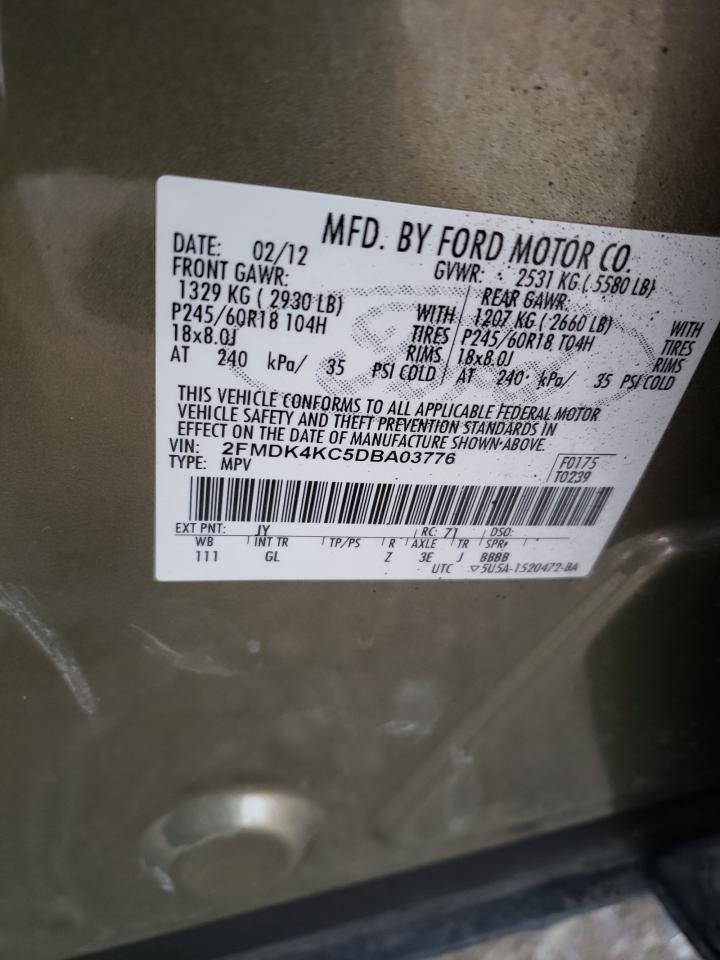 MFD. BY FORD MOTOR CO.
DATE: 02/12 GVWR: 2531 KG ( 5580 LB)
FRONT GAWR: REAR GAWR:
1329 KG ( 2930 LB) WITH 1207 KG ( 2660 LB) WITH
P245/60R18 104H TIRES P245/60R18 104H TIRES
18x8.0J RIMS 18x8.0J RIMS
AT 240 kPa/ 35 PSI COLD AT 240 kPa/ 35 PSI COLD
THIS VEHICLE CONFORMS TO ALL APPLICABLE FEDERAL MOTOR
VEHICLE SAFETY AND THEFT PREVENTION STANDARDS IN
EFFECT ON THE DATE OF MANUFACTURE SHOWN ABOVE.
VIN: 2FMDK4KC5DBA03776 F0175
TYPE: MPV T0239
EXT PNT: JY RC: 71 DSO:
WB INT TR TP/PS R AXLE TR SPR
111 GL Z 3E J BBBB
UTC ▽5U5A-1520472-BA